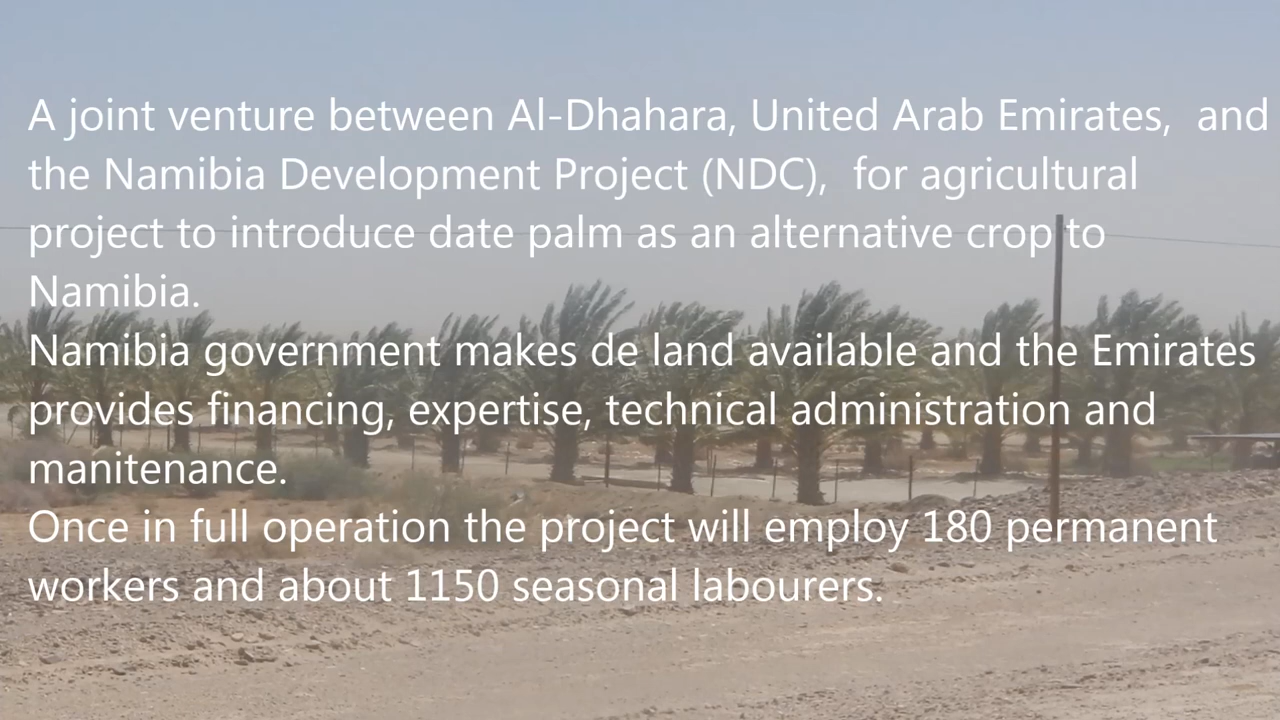 A joint venture between Al-Dhahara, United Arab Emirates,  and
the Namibia Development Project (NDC),  for agricultural
project to introduce date palm as an alternative crop to
Namibia.
Namibia government makes de land available and the Emirates
provides financing, expertise, technical administration and
manitenance.
Once in full operation the project will employ 180 permanent
workers and about 1150 seasonal labourers.